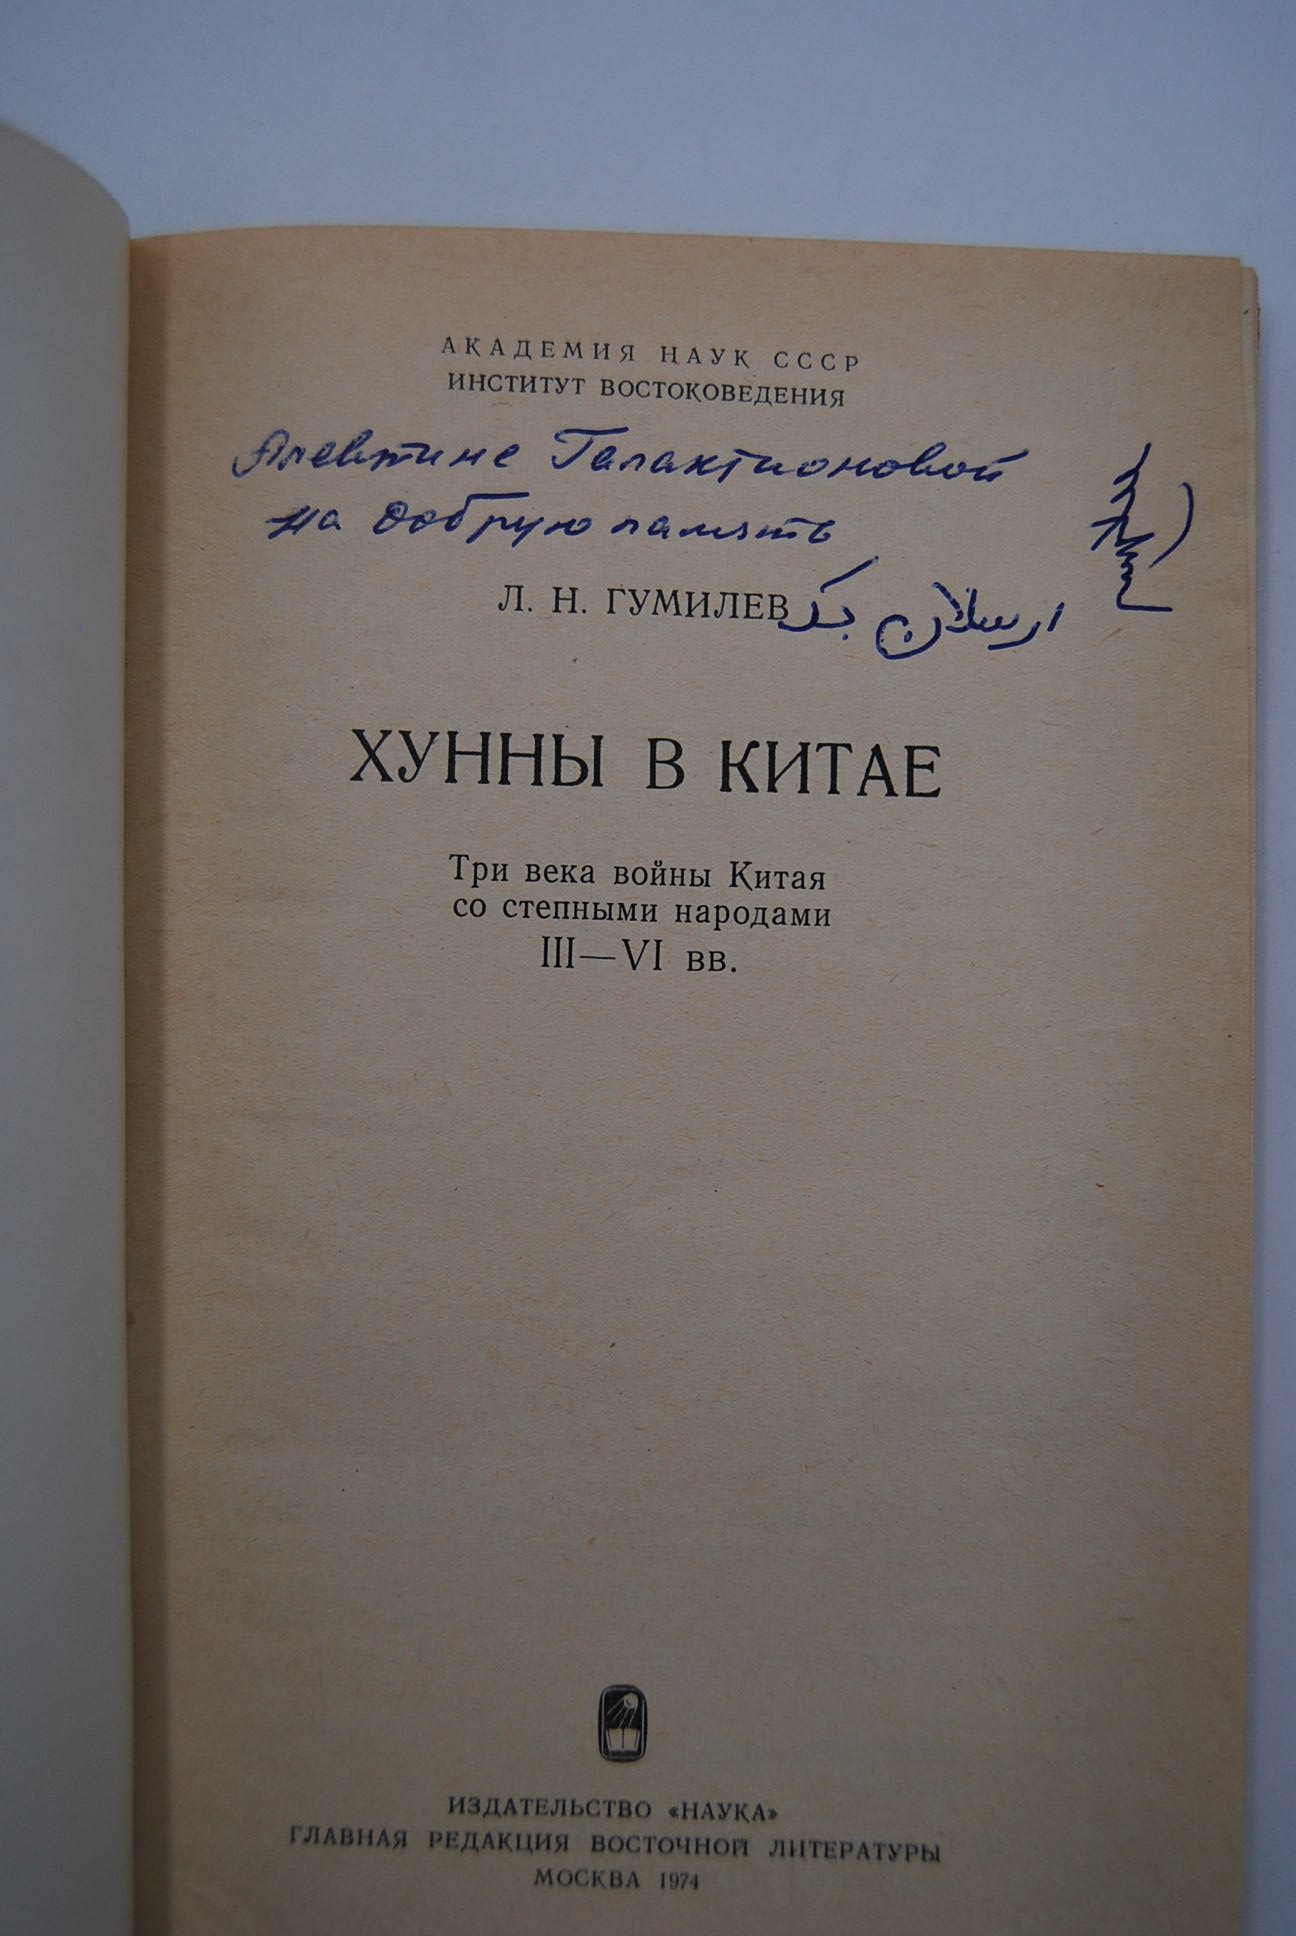 АКАДЕМИЯ НАУК СССР
ИНСТИТУТ ВОСТОКОВЕДЕНИЯ
Алевтине Галактионовой
на добрую память
Л. Н. ГУМИЛЕВ
ارسلان بک
ХУННЫ В КИТАЕ
Три века войны Китая
со степными народами
III—VI вв.
ИЗДАТЕЛЬСТВО «НАУКА»
ГЛАВНАЯ РЕДАКЦИЯ ВОСТОЧНОЙ ЛИТЕРАТУРЫ
МОСКВА 1974